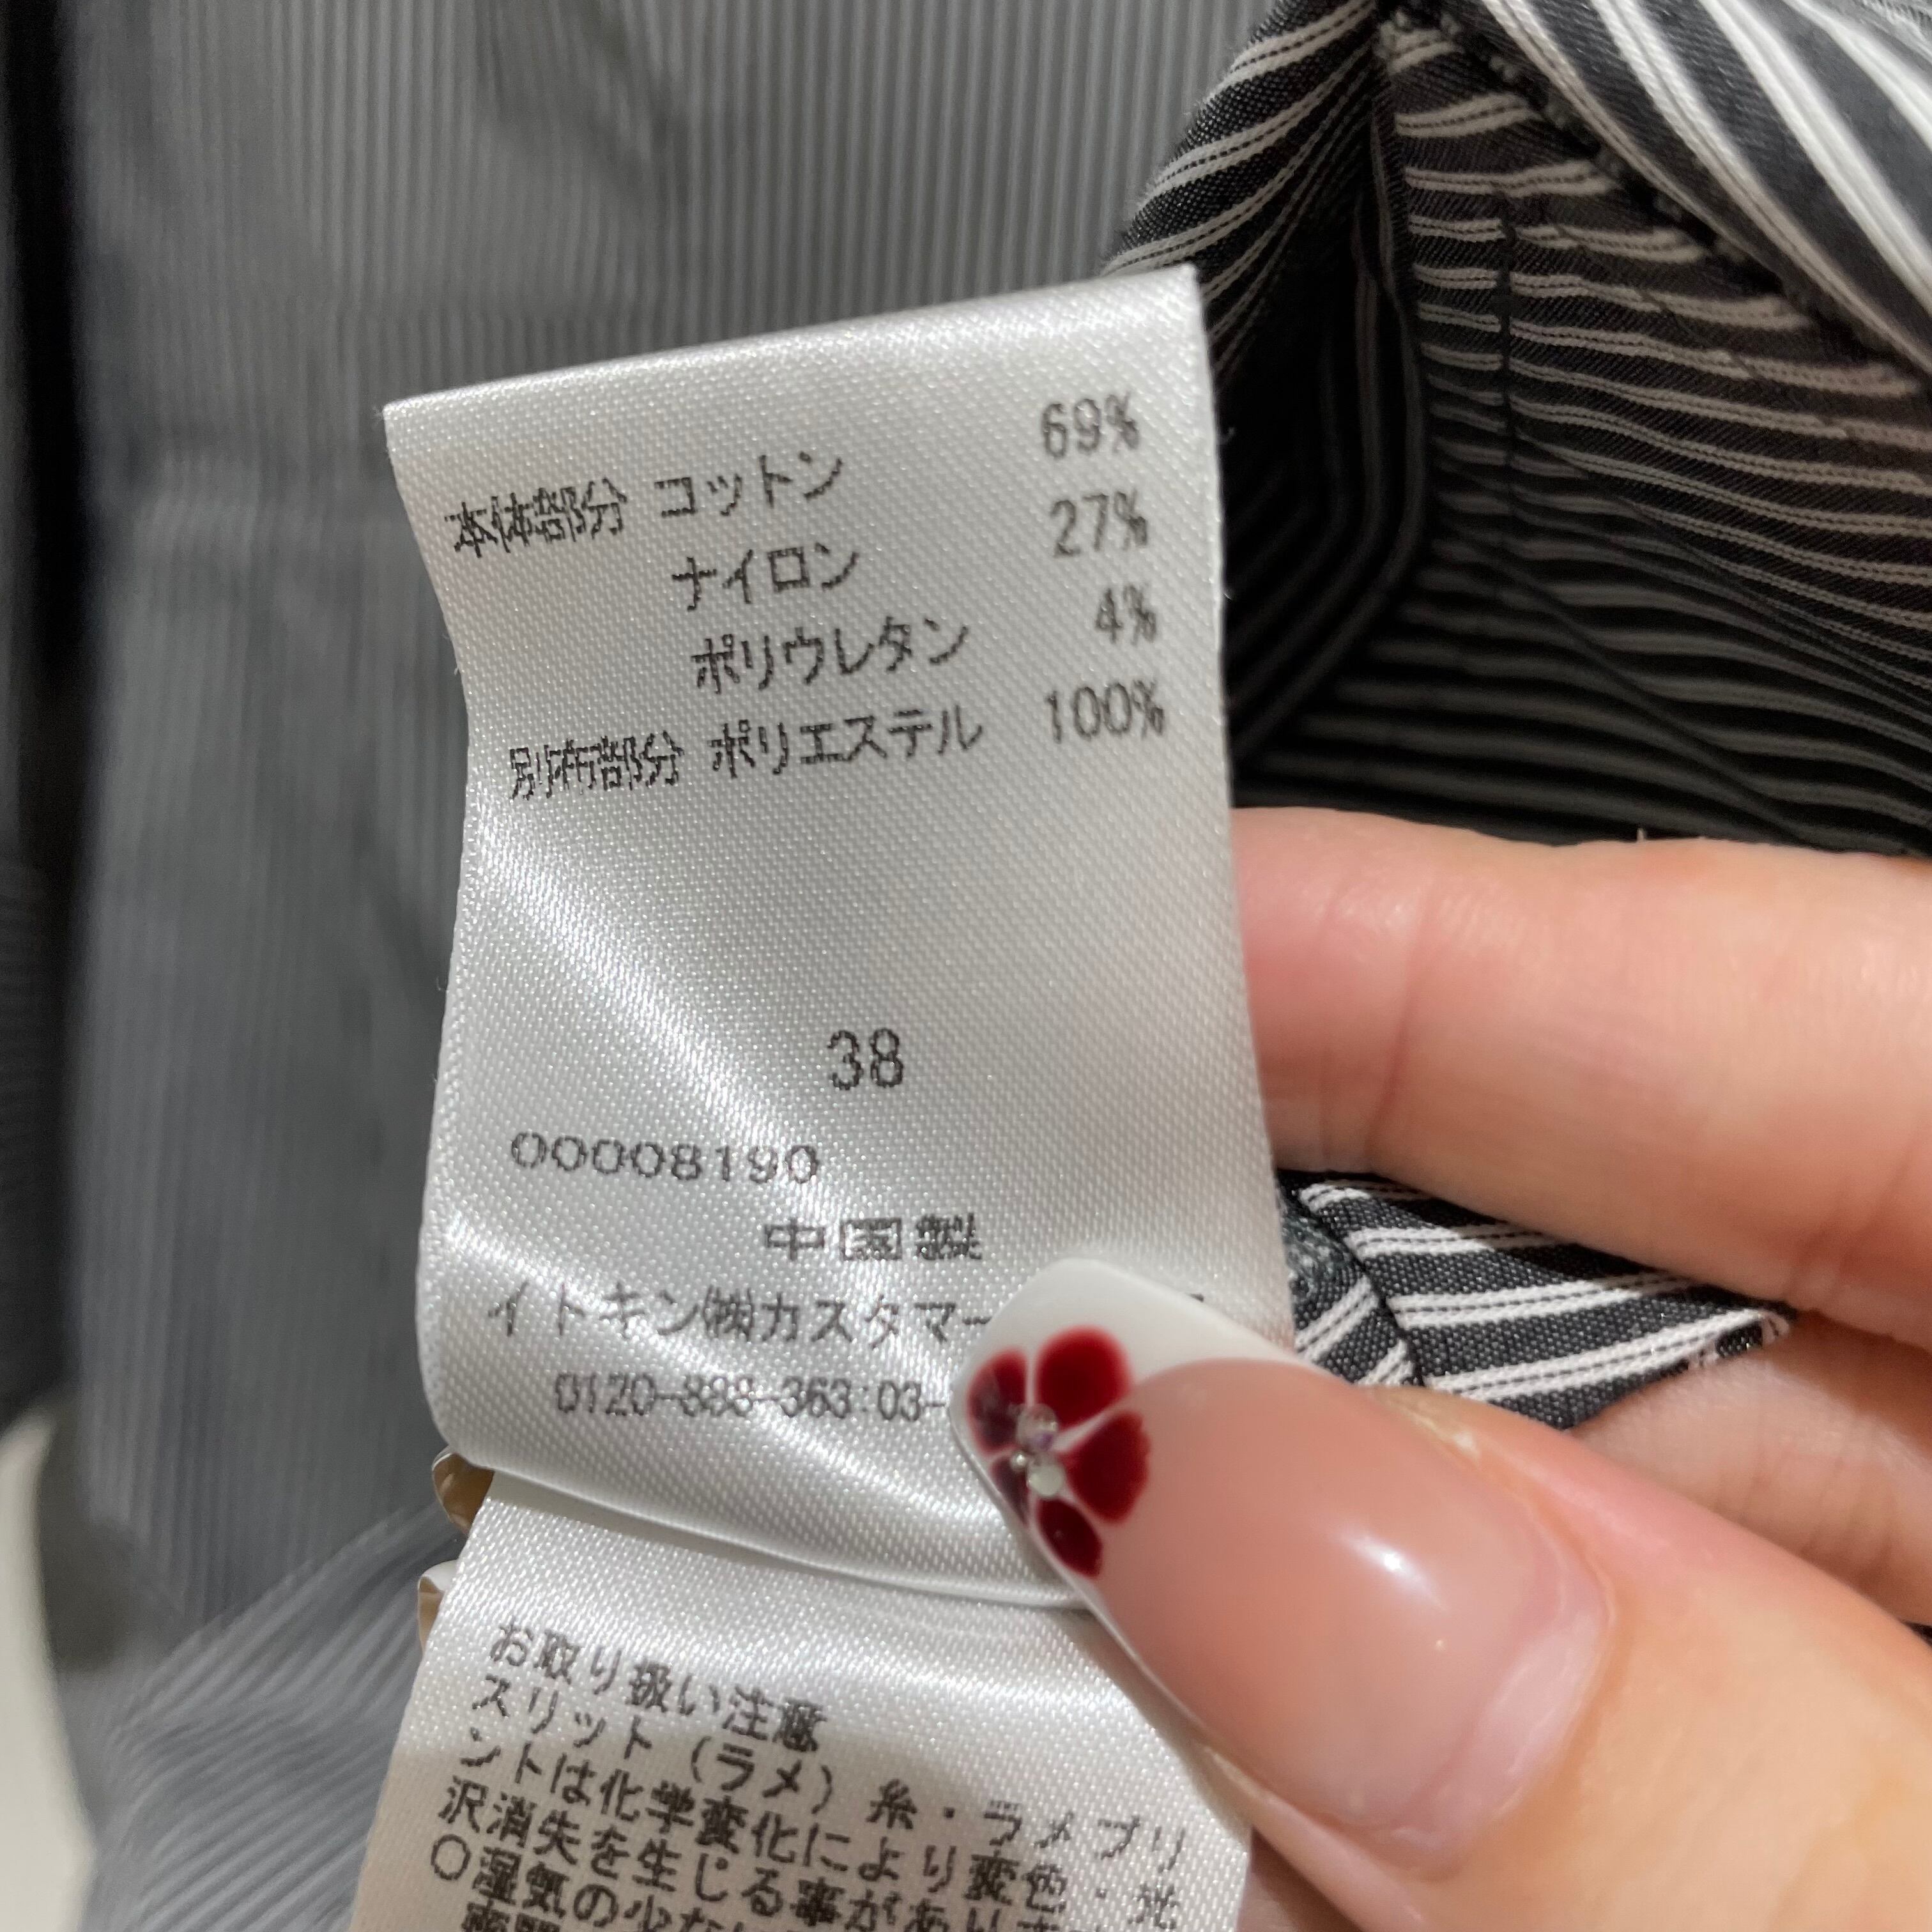 本体部分 コットン 69%
ナイロン 27%
ポリウレタン 4%
別布部分 ポリエステル 100%
38
00008190
中国製
イトキン㈱カスタマー
0120-888-363:03-
お取り扱い注意
スリット(ラメ)糸・ラメプリ
ントは化学変化により変色・光
沢消失を生じる事があり
○湿気の少な